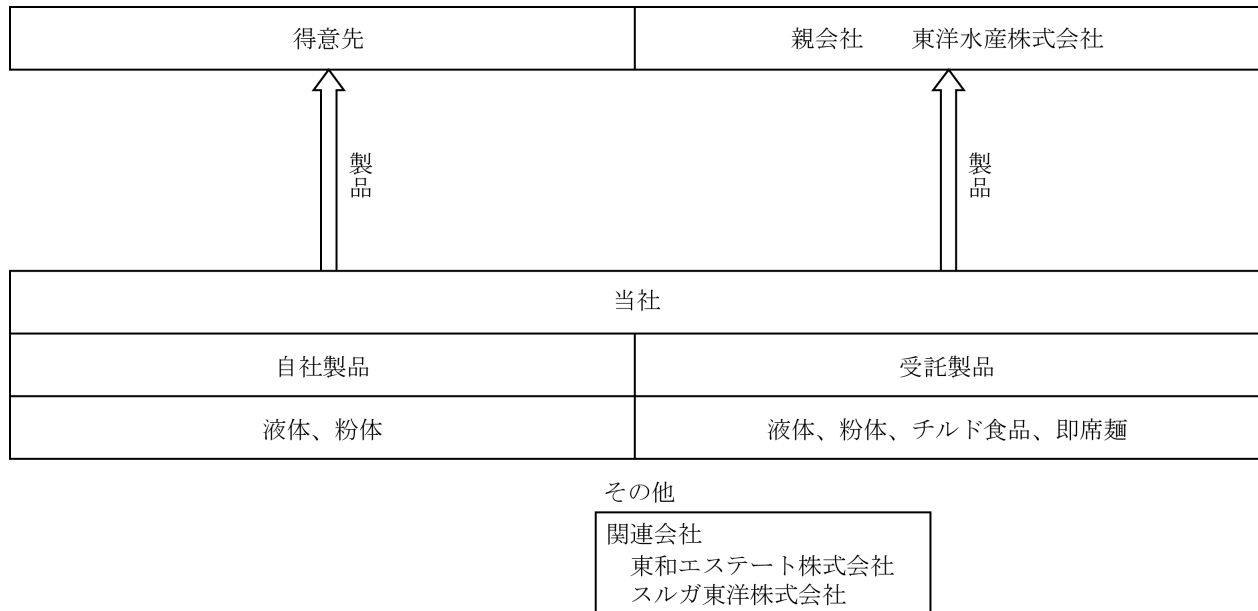 得意先
親会社　　東洋水産株式会社
製品
製品
当社
自社製品
受託製品
液体、粉体
液体、粉体、チルド食品、即席麺
その他
関連会社
東和エステート株式会社
スルガ東洋株式会社